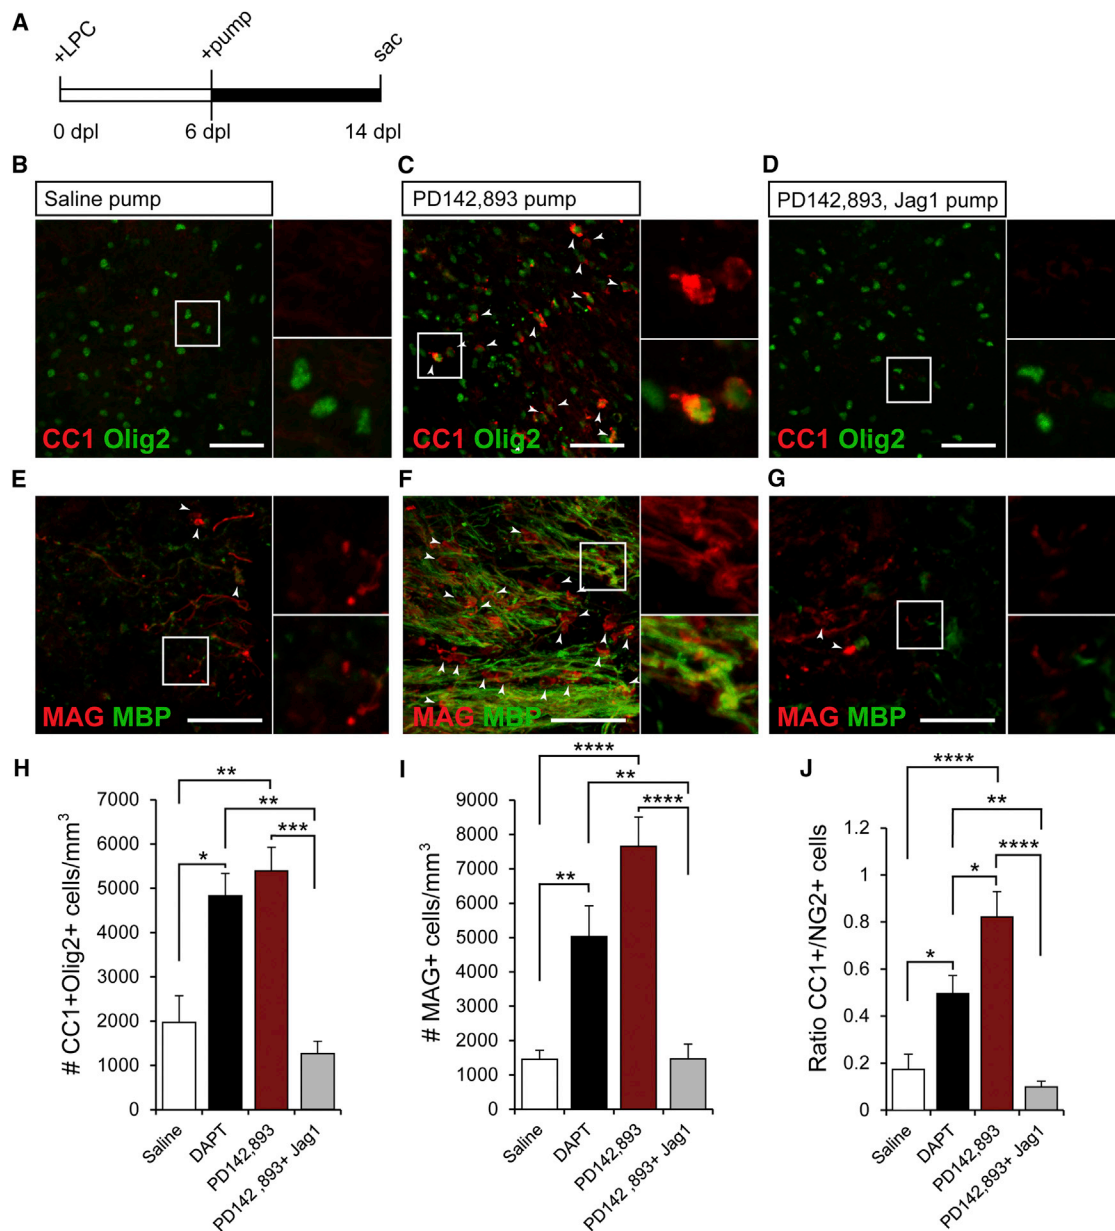 A
+LPC
+pump
sac
0 dpl
6 dpl
14 dpl
B
C
D
Saline pump
PD142,893 pump
PD142,893, Jag1 pump
CC1 Olig2
CC1 Olig2
CC1 Olig2
E
F
G
MAG MBP
MAG MBP
MAG MBP
H
# CC1+Olig2+ cells/mm3
7000
6000
5000
4000
3000
2000
1000
0
**
**
***
*
Saline
DAPT
PD142,893
PD142 ,893+ Jag1
I
# MAG+ cells/mm3
9000
8000
7000
6000
5000
4000
3000
2000
1000
0
****
**
****
**
Saline
DAPT
PD142,893
PD142 ,893+ Jag1
J
Ratio CC1+/NG2+ cells
1.2
1
0.8
0.6
0.4
0.2
0
****
**
****
*
*
Saline
DAPT
PD142,893
PD142,893+ Jag1